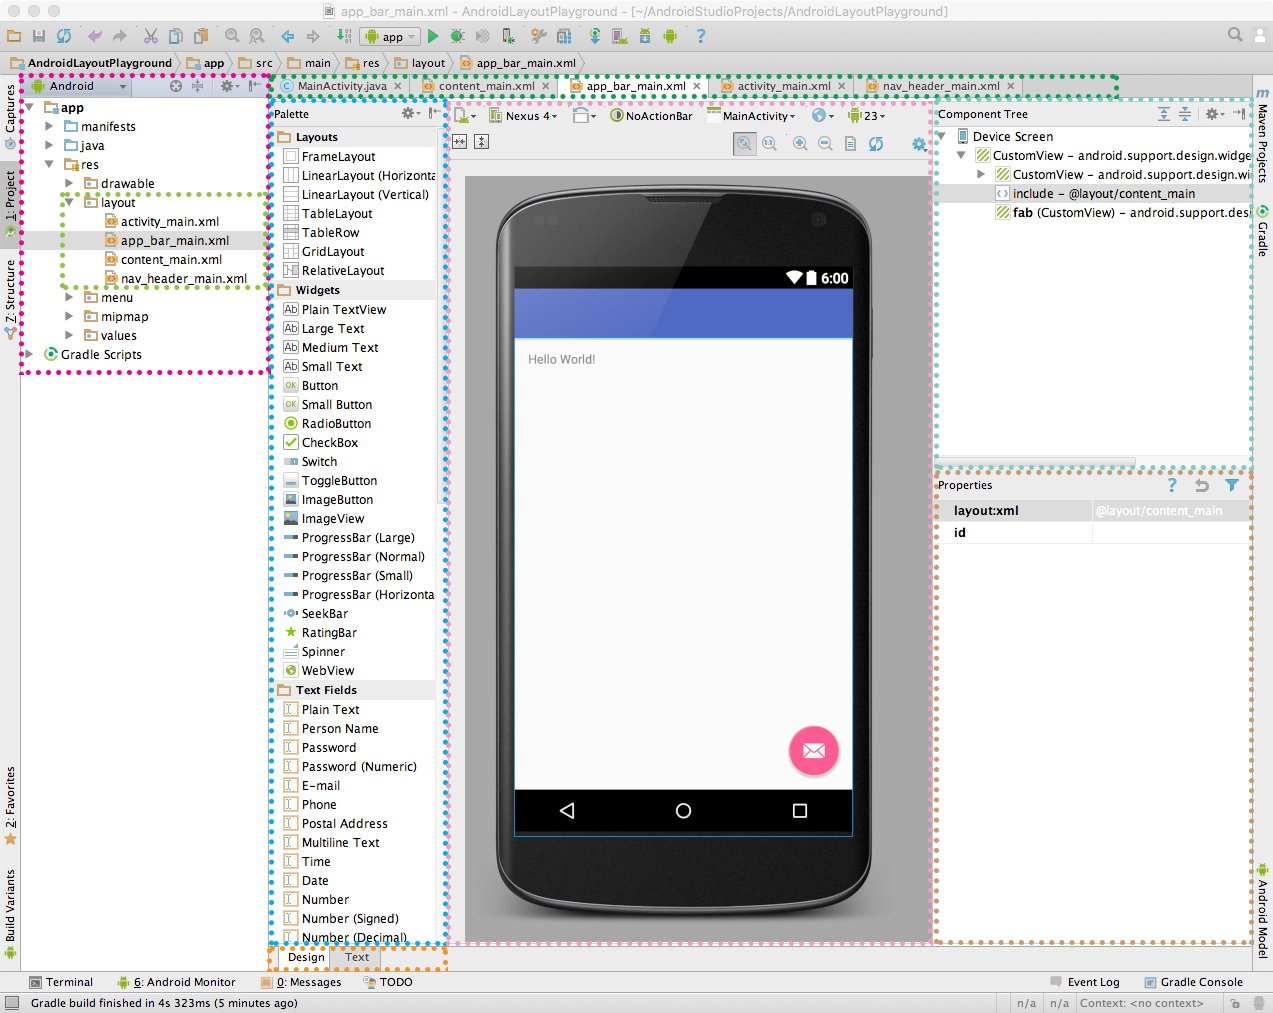 app_bar_main.xml - AndroidLayoutPlayground - [~/AndroidStudioProjects/AndroidLayoutPlayground]
app
AndroidLayoutPlayground app src main res layout app_bar_main.xml
Android
MainActivity.java content_main.xml app_bar_main.xml activity_main.xml nav_header_main.xml
Captures
1: Project
7: Structure
2: Favorites
Build Variants
app
manifests
java
res
drawable
layout
activity_main.xml
app_bar_main.xml
content_main.xml
nav_header_main.xml
menu
mipmap
values
Gradle Scripts
Palette
Layouts
FrameLayout
LinearLayout (Horizonta
LinearLayout (Vertical)
TableLayout
TableRow
GridLayout
RelativeLayout
Widgets
Ab Plain TextView
Ab Large Text
Ab Medium Text
Ab Small Text
OK Button
OK Small Button
RadioButton
CheckBox
Switch
ToggleButton
ImageButton
ImageView
ProgressBar (Large)
ProgressBar (Normal)
ProgressBar (Small)
ProgressBar (Horizonta
SeekBar
RatingBar
Spinner
WebView
Text Fields
Plain Text
Person Name
Password
Password (Numeric)
E-mail
Phone
Postal Address
Multiline Text
Time
Date
Number
Number (Signed)
Number (Decimal)
Design Text
Nexus 4 NoActionBar MainActivity 23
6:00
Hello World!
Component Tree
Device Screen
CustomView – android.support.design.widge
CustomView – android.support.design.wi
include – @layout/content_main
fab (CustomView) – android.support.des
Properties
layout:xml @layout/content_main
id
Maven Projects
Gradle
Android Model
Terminal 6: Android Monitor 0: Messages TODO Event Log Gradle Console
Gradle build finished in 4s 323ms (5 minutes ago) n/a n/a Context: <no context>